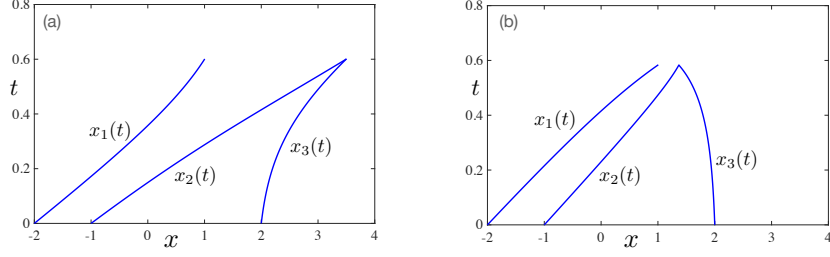 (a)
0.8
0.6
t
0.4
0.2
0
x₁(t)
x₂(t)
x₃(t)
-2 -1 0 1 2 3 4
x
(b)
0.8
0.6
t
0.4
0.2
0
x₁(t)
x₂(t)
x₃(t)
-2 -1 0 1 2 3 4
x